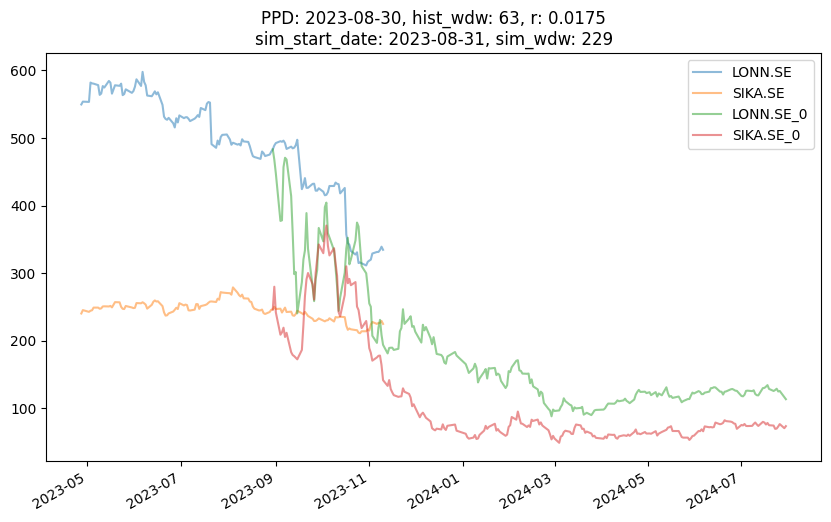 PPD: 2023-08-30, hist_wdw: 63, r: 0.0175
sim_start_date: 2023-08-31, sim_wdw: 229
LONN.SE
SIKA.SE
LONN.SE_0
SIKA.SE_0
600
500
400
300
200
100
2023-05
2023-07
2023-09
2023-11
2024-01
2024-03
2024-05
2024-07